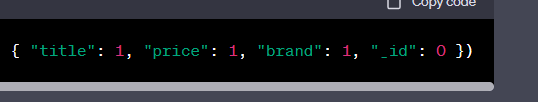 Copy code
{ "title": 1, "price": 1, "brand": 1, "_id": 0 })